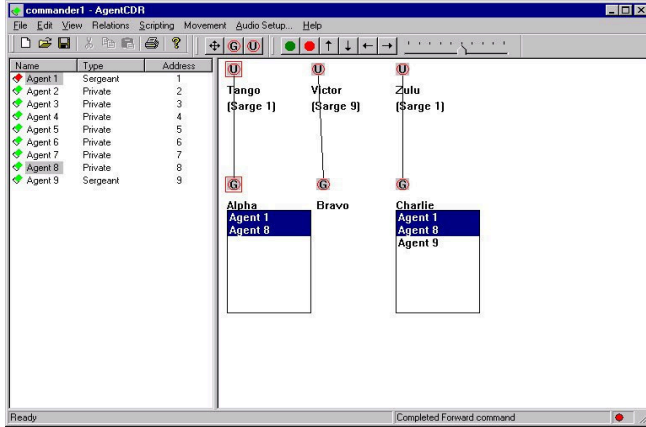 commander1 - AgentCDR
File Edit View Relations Scripting Movement Audio Setup... Help
G U
Name Type Address
Agent 1 Sergeant 1
Agent 2 Private 2
Agent 3 Private 3
Agent 4 Private 4
Agent 5 Private 5
Agent 6 Private 6
Agent 7 Private 7
Agent 8 Private 8
Agent 9 Sergeant 9
U U U
Tango Victor Zulu
(Sarge 1) (Sarge 9) (Sarge 1)
G G G
Alpha Bravo Charlie
Agent 1 Agent 1
Agent 8 Agent 8
Agent 9
Ready Completed Forward command